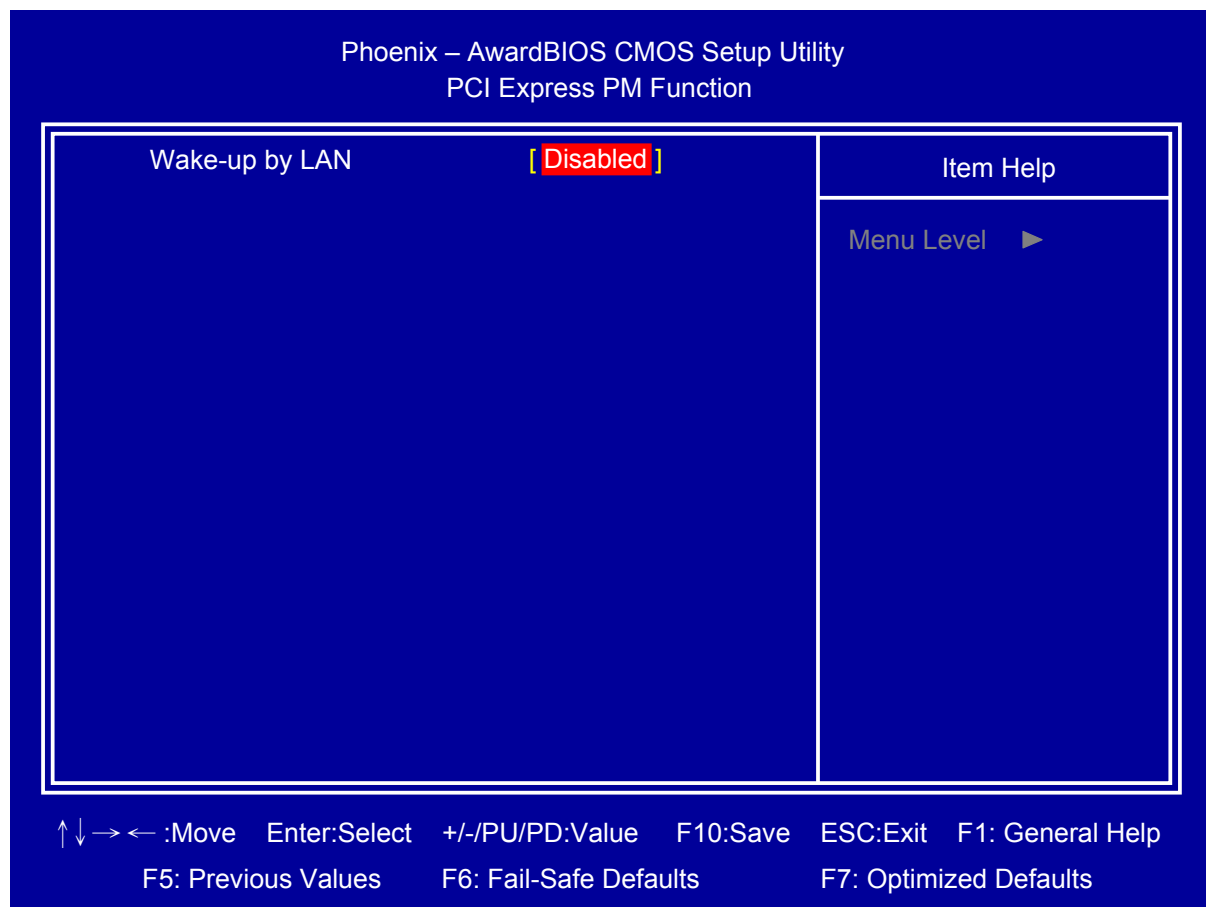 Phoenix – AwardBIOS CMOS Setup Utility
PCI Express PM Function
Wake-up by LAN [ Disabled ]
Item Help
Menu Level ►
↑↓→← :Move Enter:Select +/-/PU/PD:Value F10:Save ESC:Exit F1: General Help
F5: Previous Values F6: Fail-Safe Defaults F7: Optimized Defaults